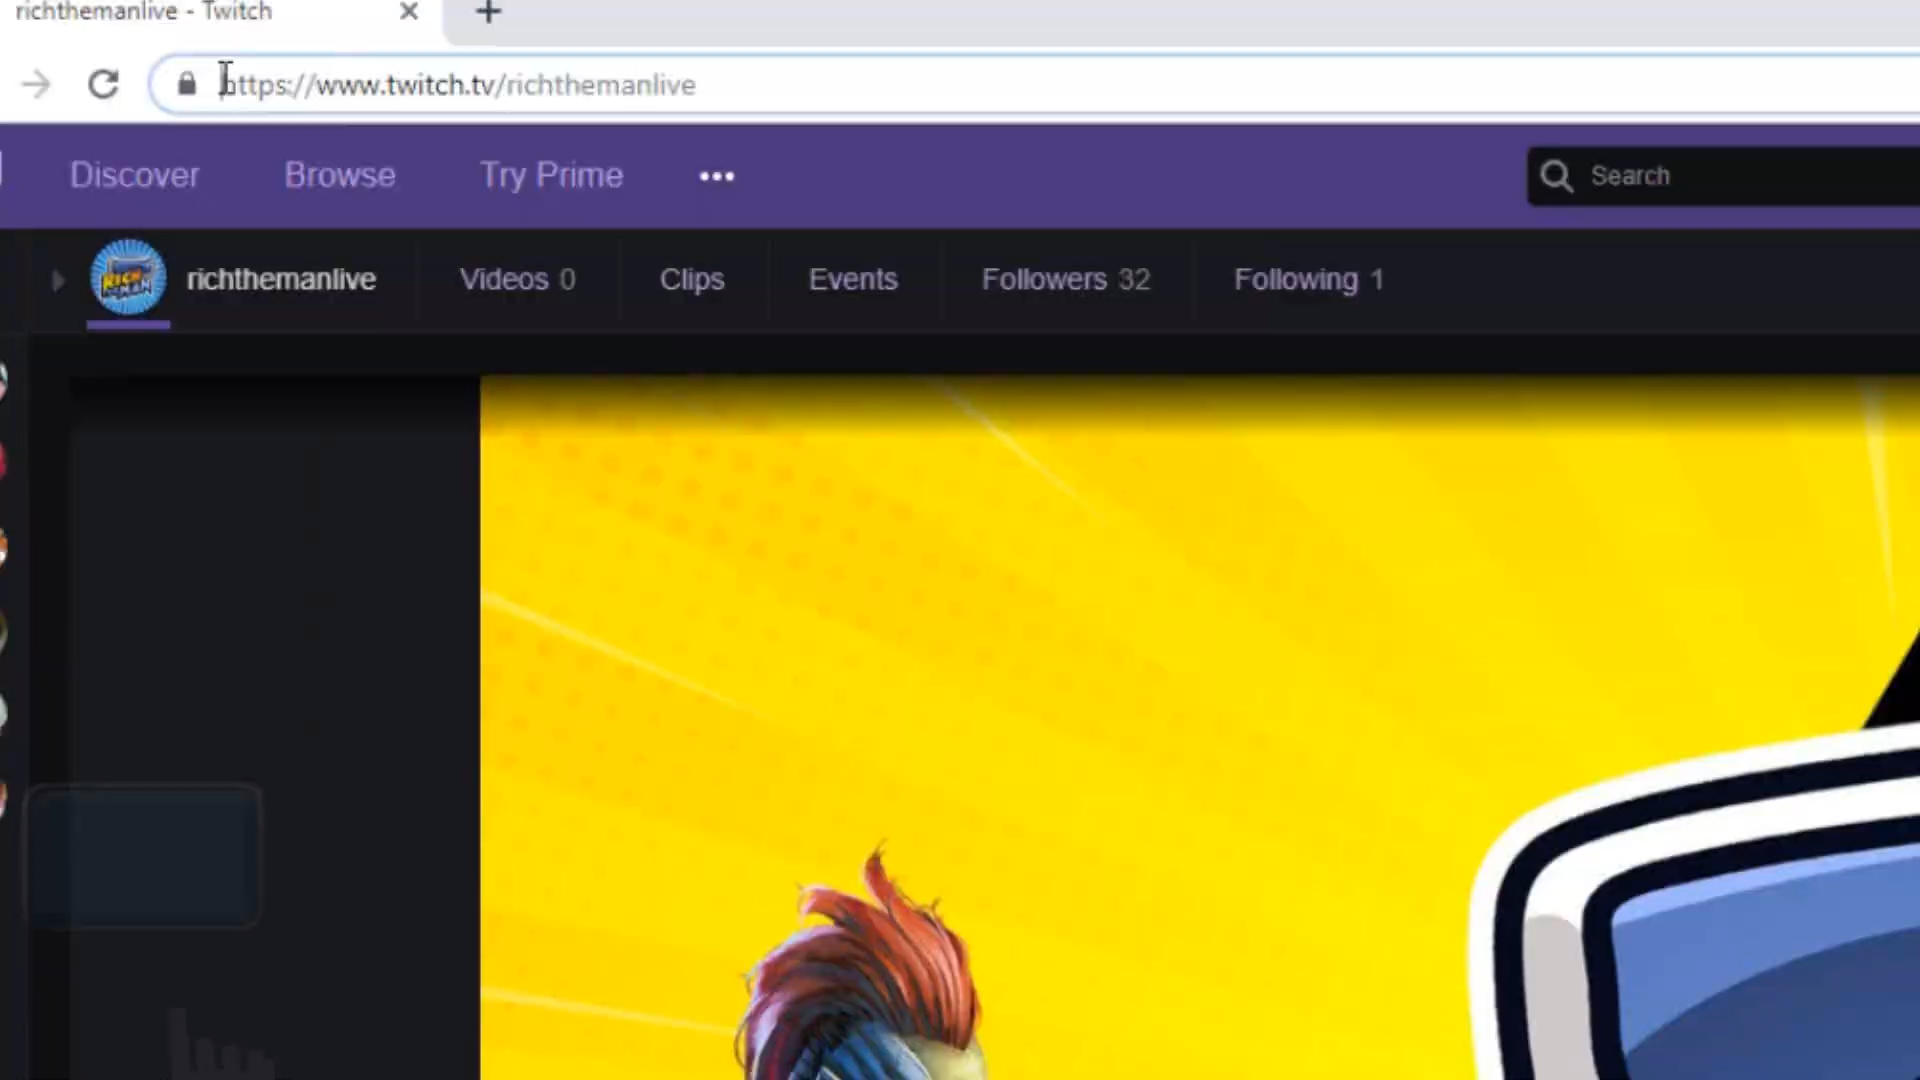 richthemanlive - Twitch
https://www.twitch.tv/richthemanlive
Discover Browse Try Prime ••• Search
richthemanlive Videos 0 Clips Events Followers 32 Following 1
RICH